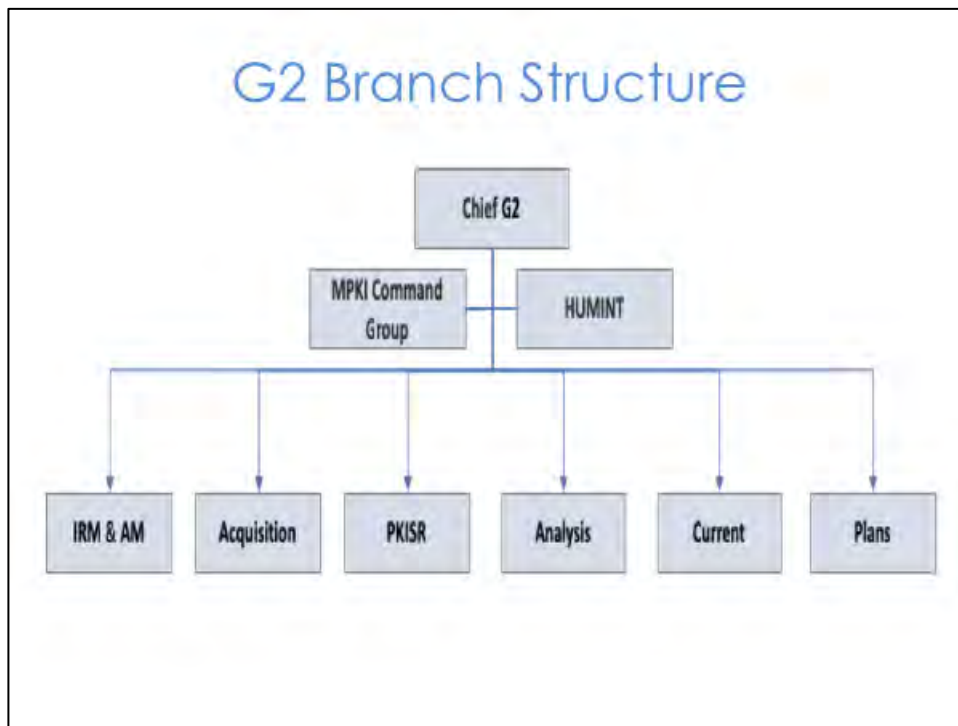 G2 Branch Structure
Chief G2
MPKI Command
Group
HUMINT
IRM & AM
Acquisition
PKISR
Analysis
Current
Plans